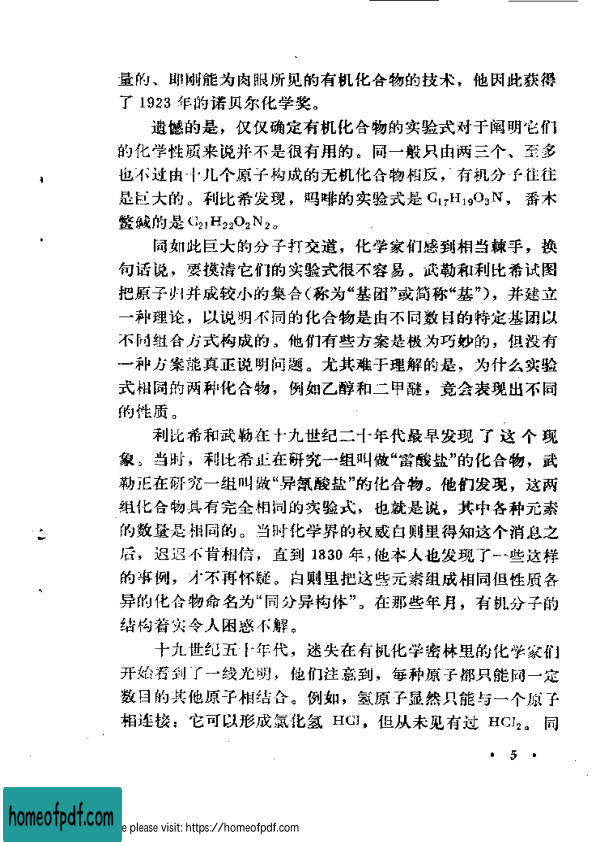 量的、即刚能为肉眼所见的有机化合物的技术，他因此获得
了 1923 年的诺贝尔化学奖。
遗憾的是，仅仅确定有机化合物的实验式对于阐明它们
的化学性质来说并不是很有用的。同一般只由两三个、至多
也不过由十几个原子构成的无机化合物相反，有机分子往往
是巨大的。利比希发现，吗啡的实验式是 C₁₇H₁₉O₃N，番木
鳖碱的是 C₂₁H₂₂O₂N₂。
同如此巨大的分子打交道，化学家们感到相当棘手，换
句话说，要摸清它们的实验式很不容易。武勒和利比希试图
把原子归并成较小的集合(称为“基团”或简称“基”)，并建立
一种理论，以说明不同的化合物是由不同数目的特定基团以
不同组合方式构成的。他们有些方案是极为巧妙的，但没有
一种方案能真正说明问题。尤其难于理解的是，为什么实验
式相同的两种化合物，例如乙醇和二甲醚，竟会表现出不同
的性质。
利比希和武勒在十九世纪二十年代最早发现了这个现
象。当时，利比希正在研究一组叫做“雷酸盐”的化合物，武
勒正在研究一组叫做“异氰酸盐”的化合物。他们发现，这两
组化合物具有完全相同的实验式，也就是说，其中各种元素
的数量是相同的。当时化学界的权威白则里得知这个消息之
后，迟迟不肯相信，直到 1830 年，他本人也发现了一些这样
的事例，才不再怀疑。白则里把这些元素组成相同但性质各
异的化合物命名为“同分异构体”。在那些年月，有机分子的
结构着实令人困惑不解。
十九世纪五十年代，迷失在有机化学密林里的化学家们
开始看到了一线光明，他们注意到，每种原子都只能同一定
数目的其他原子相结合。例如，氢原子显然只能与一个原子
相连接：它可以形成氯化氢 HCl，但从未见有过 HCl₂。同
• 5 •
homeofpdf.com
e please visit: https://homeofpdf.com